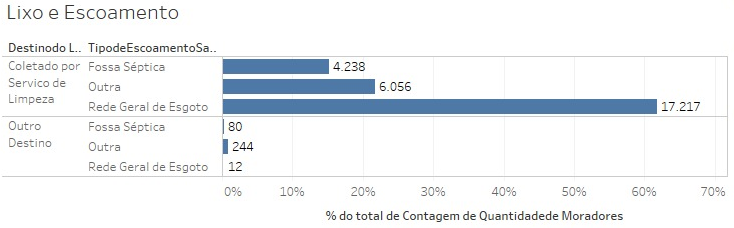 Lixo e Escoamento
Destinodo L.. TipodeEscoamentoSa..
Coletado por Fossa Séptica 4.238
Servico de Outra 6.056
Limpeza Rede Geral de Esgoto 17.217
Outro Fossa Séptica 80
Destino Outra 244
Rede Geral de Esgoto 12
0% 10% 20% 30% 40% 50% 60% 70%
% do total de Contagem de Quantidadede Moradores